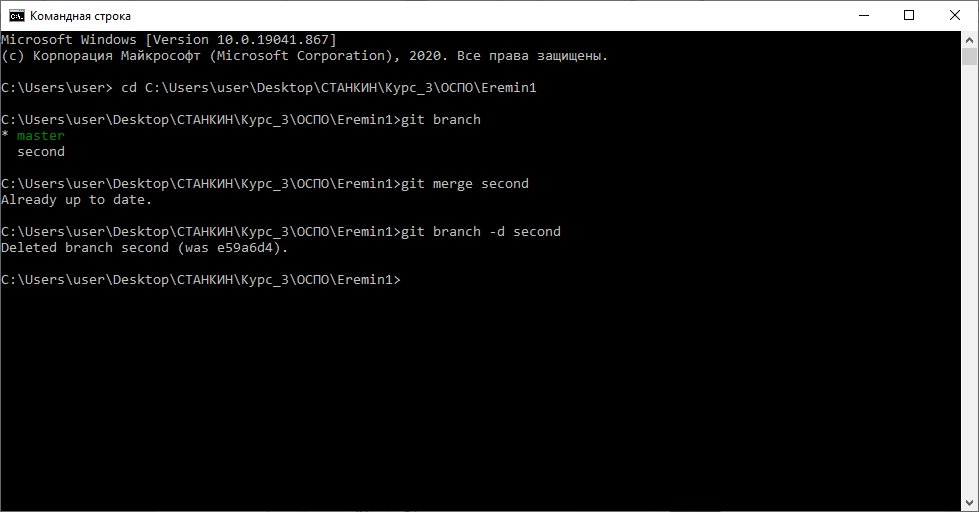 Командная строка
Microsoft Windows [Version 10.0.19041.867]
(c) Корпорация Майкрософт (Microsoft Corporation), 2020. Все права защищены.
C:\Users\user> cd C:\Users\user\Desktop\СТАНКИН\Курс_3\ОСПО\Eremin1
C:\Users\user\Desktop\СТАНКИН\Курс_3\ОСПО\Eremin1>git branch
* master
second
C:\Users\user\Desktop\СТАНКИН\Курс_3\ОСПО\Eremin1>git merge second
Already up to date.
C:\Users\user\Desktop\СТАНКИН\Курс_3\ОСПО\Eremin1>git branch -d second
Deleted branch second (was e59a6d4).
C:\Users\user\Desktop\СТАНКИН\Курс_3\ОСПО\Eremin1>